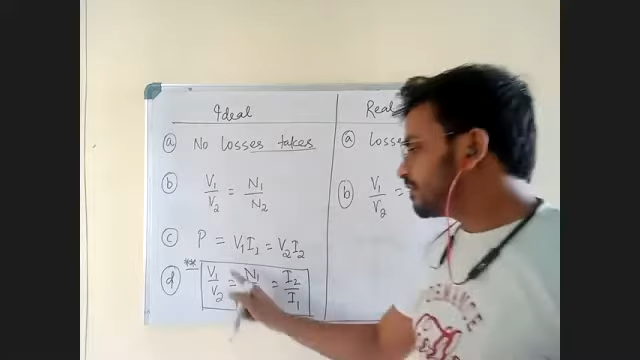 Ideal
ⓐ No losses takes
ⓑ V₁/V₂ = N₁/N₂
ⓒ P = V₁I₁ = V₂I₂
ⓓ ** V₁/V₂ = N₁ = I₂/I₁
Real
ⓐ Losses
ⓑ V₁/V₂ =